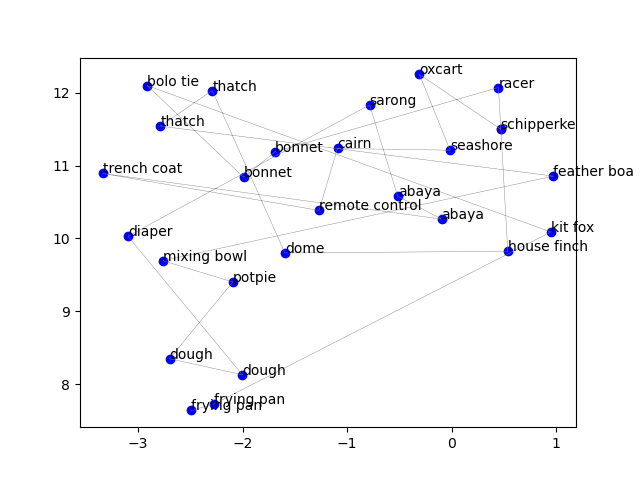 oxcart
bolo tie
thatch
racer
12
sarong
thatch
schipperke
bonnet
cairn
seashore
11
trench coat
bonnet
feather boa
abaya
remote control
abaya
diaper
kit fox
10
mixing bowl
dome
house finch
potpie
9
dough
dough
8
frying pan
frying pan
−3
−2
−1
0
1